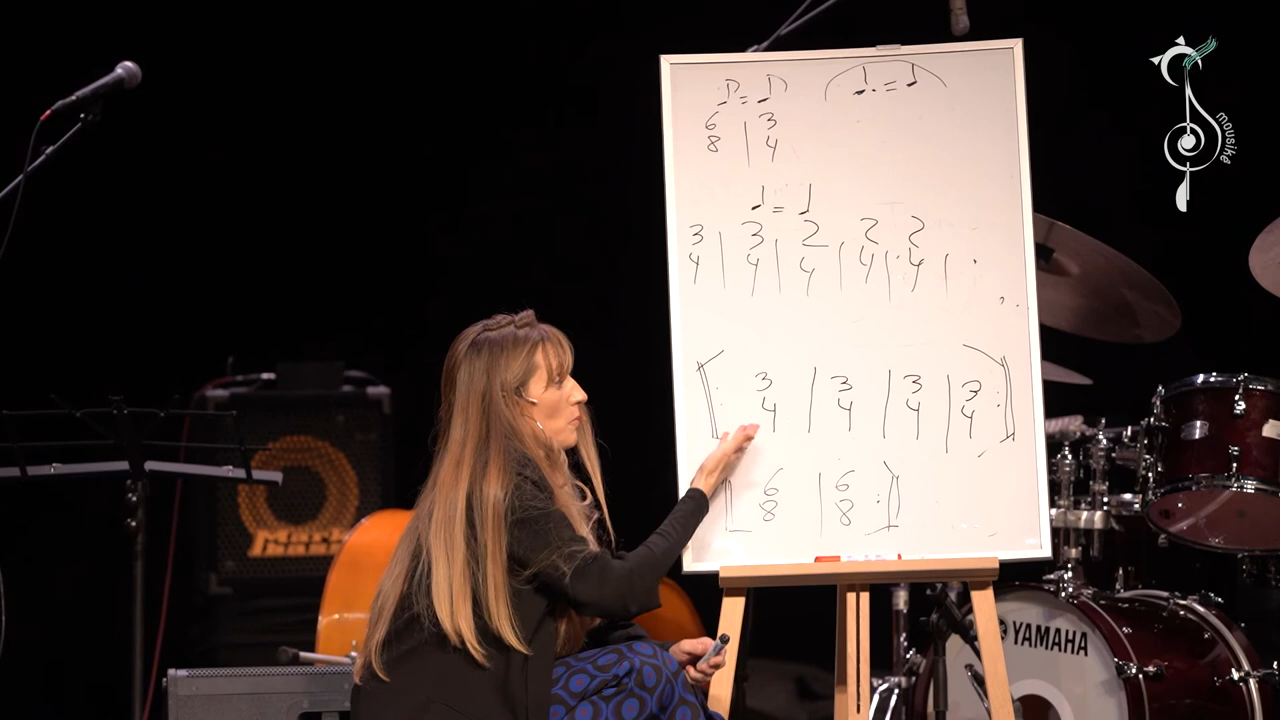 ♪ = ♪ ♩. = ♩
6/8 | 3/4
♩ = ♩
3/4 | 3/4 | 2/4 | 2/4 | 2/4 |
3/4 | 3/4 | 3/4 | 3/4
6/8 | 6/8
mousikē
YAMAHA